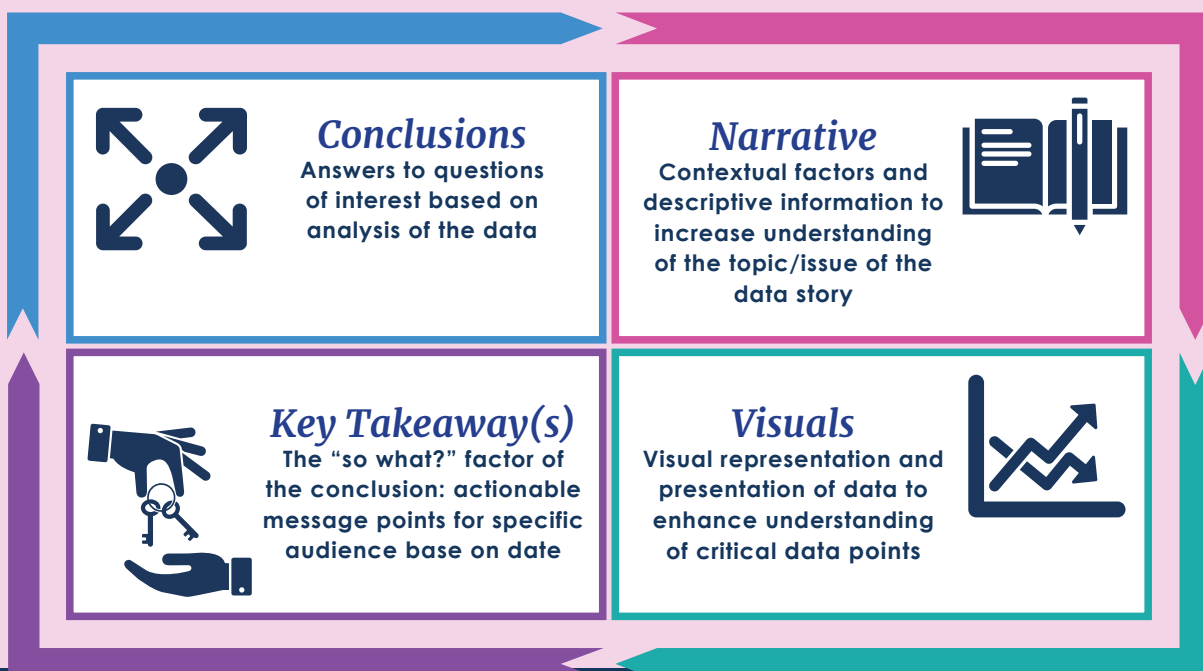 Conclusions
Answers to questions
of interest based on
analysis of the data
Narrative
Contextual factors and
descriptive information to
increase understanding
of the topic/issue of the
data story
Key Takeaway(s)
The “so what?” factor of
the conclusion: actionable
message points for specific
audience base on date
Visuals
Visual representation and
presentation of data to
enhance understanding
of critical data points